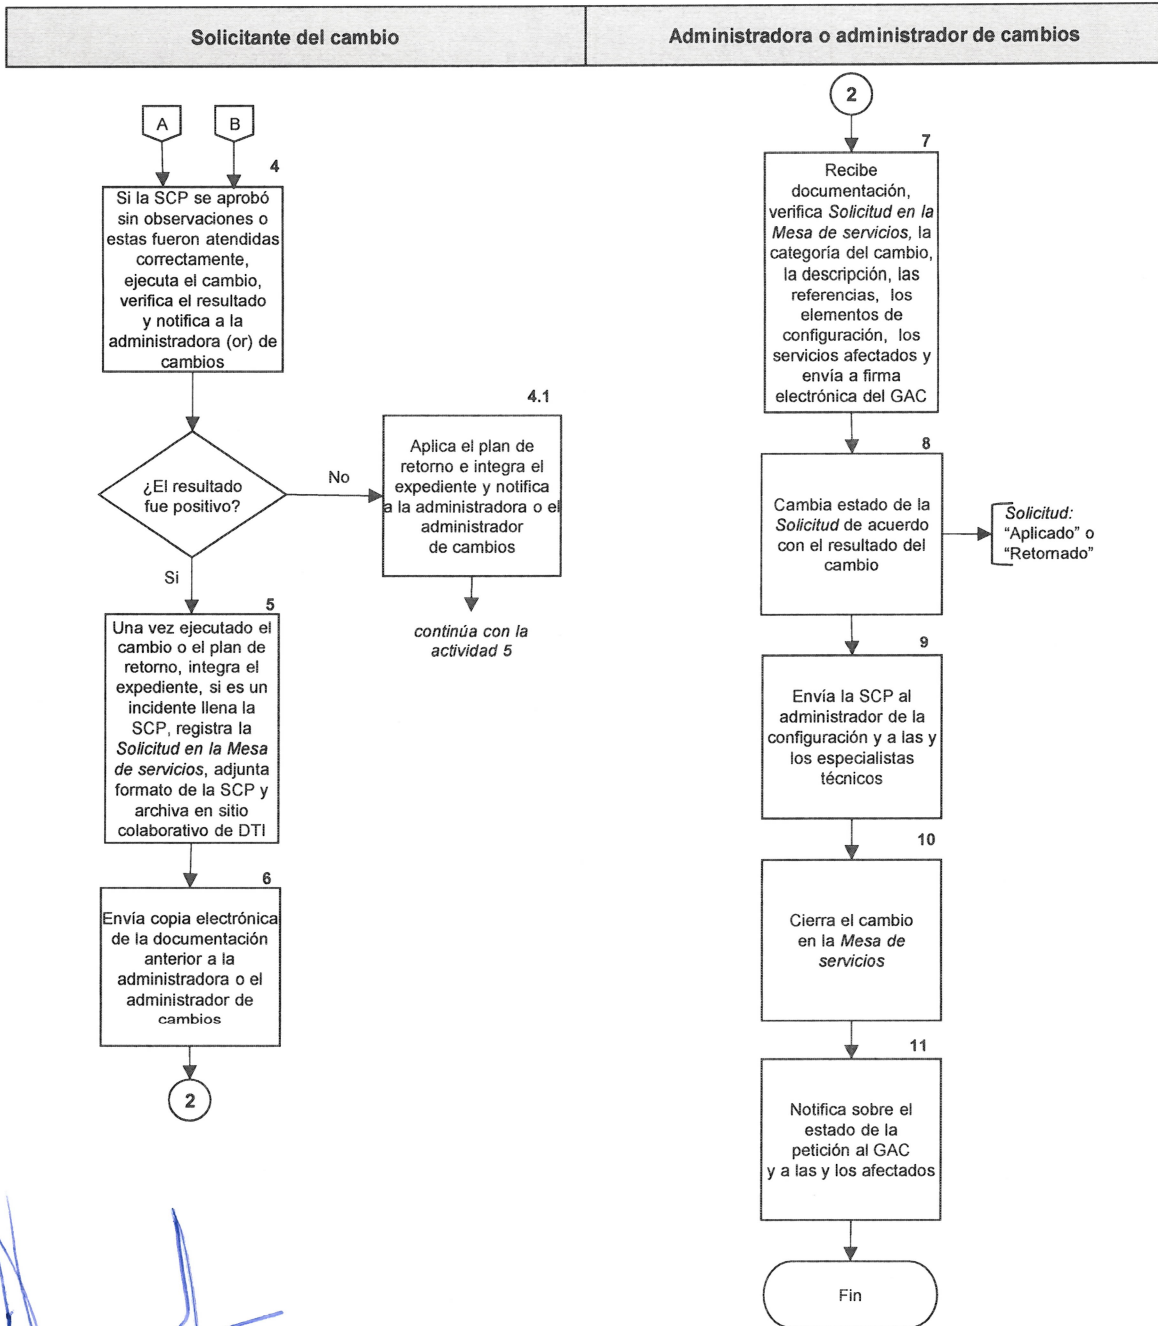 Solicitante del cambio
Administradora o administrador de cambios
A
B
4
Si la SCP se aprobó
sin observaciones o
estas fueron atendidas
correctamente,
ejecuta el cambio,
verifica el resultado
y notifica a la
administradora (or) de
cambios
¿El resultado
fue positivo?
No
Si
4.1
Aplica el plan de
retorno e integra el
expediente y notifica
a la administradora o el
administrador
de cambios
continúa con la
actividad 5
5
Una vez ejecutado el
cambio o el plan de
retorno, integra el
expediente, si es un
incidente llena la
SCP, registra la
Solicitud en la Mesa
de servicios, adjunta
formato de la SCP y
archiva en sitio
colaborativo de DTI
6
Envía copia electrónica
de la documentación
anterior a la
administradora o el
administrador de
cambios
2
2
7
Recibe
documentación,
verifica Solicitud en la
Mesa de servicios, la
categoría del cambio,
la descripción, las
referencias, los
elementos de
configuración, los
servicios afectados y
envía a firma
electrónica del GAC
8
Cambia estado de la
Solicitud de acuerdo
con el resultado del
cambio
Solicitud:
“Aplicado” o
“Retornado”
9
Envía la SCP al
administrador de la
configuración y a las y
los especialistas
técnicos
10
Cierra el cambio
en la Mesa de
servicios
11
Notifica sobre el
estado de la
petición al GAC
y a las y los afectados
Fin